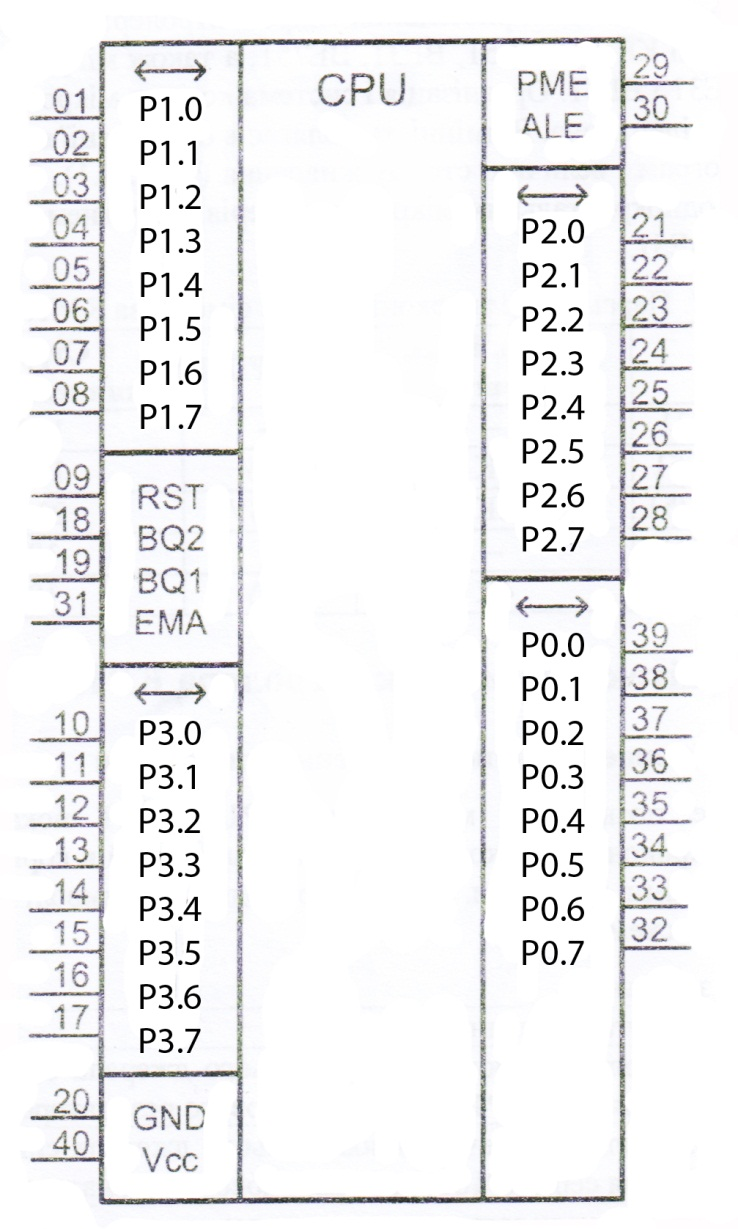 CPU
01 P1.0
02 P1.1
03 P1.2
04 P1.3
05 P1.4
06 P1.5
07 P1.6
08 P1.7
09 RST
18 BQ2
19 BQ1
31 EMA
10 P3.0
11 P3.1
12 P3.2
13 P3.3
14 P3.4
15 P3.5
16 P3.6
17 P3.7
20 GND
40 Vcc
PME 29
ALE 30
P2.0 21
P2.1 22
P2.2 23
P2.3 24
P2.4 25
P2.5 26
P2.6 27
P2.7 28
P0.0 39
P0.1 38
P0.2 37
P0.3 36
P0.4 35
P0.5 34
P0.6 33
P0.7 32